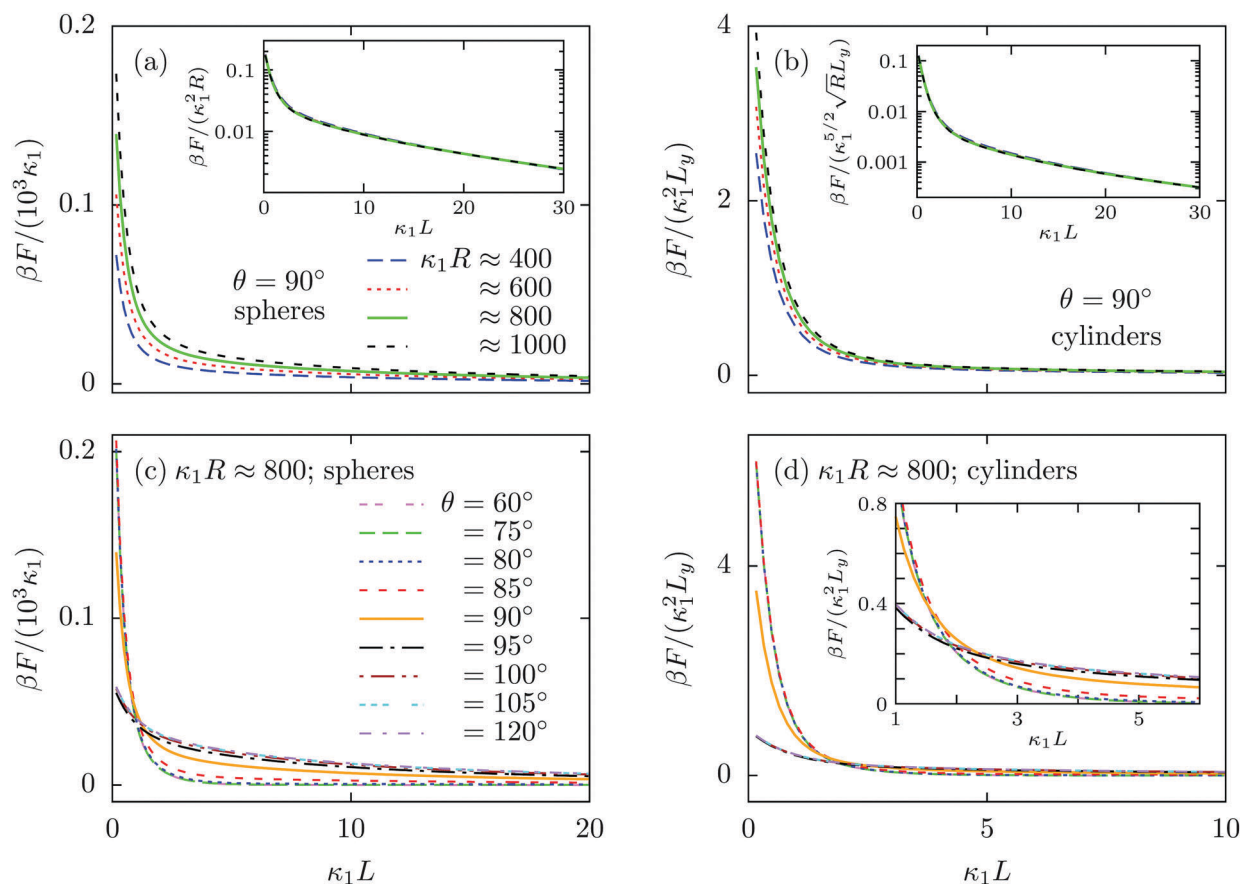 (a)
βF/(10³κ₁)
0.2
0.1
0
βF/(κ₁²R)
0.1
0.01
0 10 20 30
κ₁L
θ = 90°
spheres
κ₁R ≈ 400
≈ 600
≈ 800
≈ 1000
(b)
βF/(κ₁²L_y)
4
2
0
βF/(κ₁^{5/2}√R L_y)
0.1
0.01
0.001
0 10 20 30
κ₁L
θ = 90°
cylinders
(c) κ₁R ≈ 800; spheres
βF/(10³κ₁)
0.2
0.1
0
θ = 60°
= 75°
= 80°
= 85°
= 90°
= 95°
= 100°
= 105°
= 120°
0 10 20
κ₁L
(d) κ₁R ≈ 800; cylinders
βF/(κ₁²L_y)
4
0
βF/(κ₁²L_y)
0.8
0.4
0
1 3 5
κ₁L
0 5 10
κ₁L